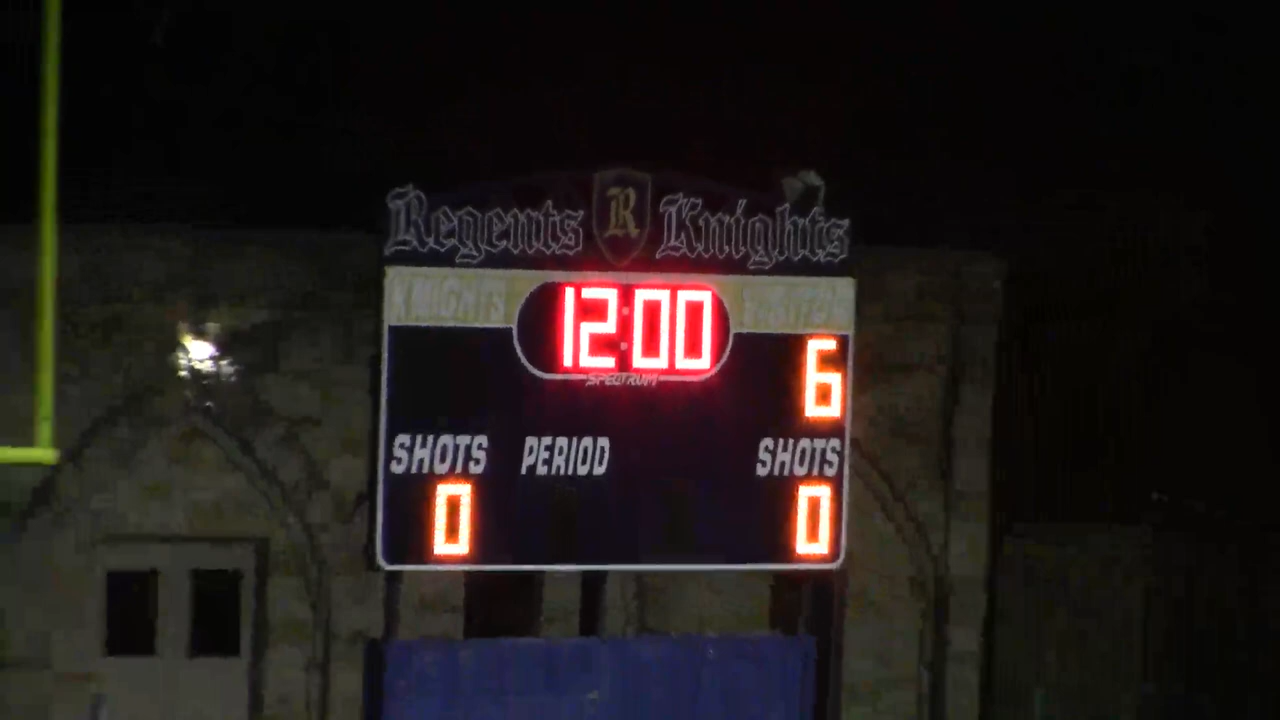 Regents R Knights
KNIGHTS 12:00
SPECTRUM
6
SHOTS PERIOD SHOTS
0 0